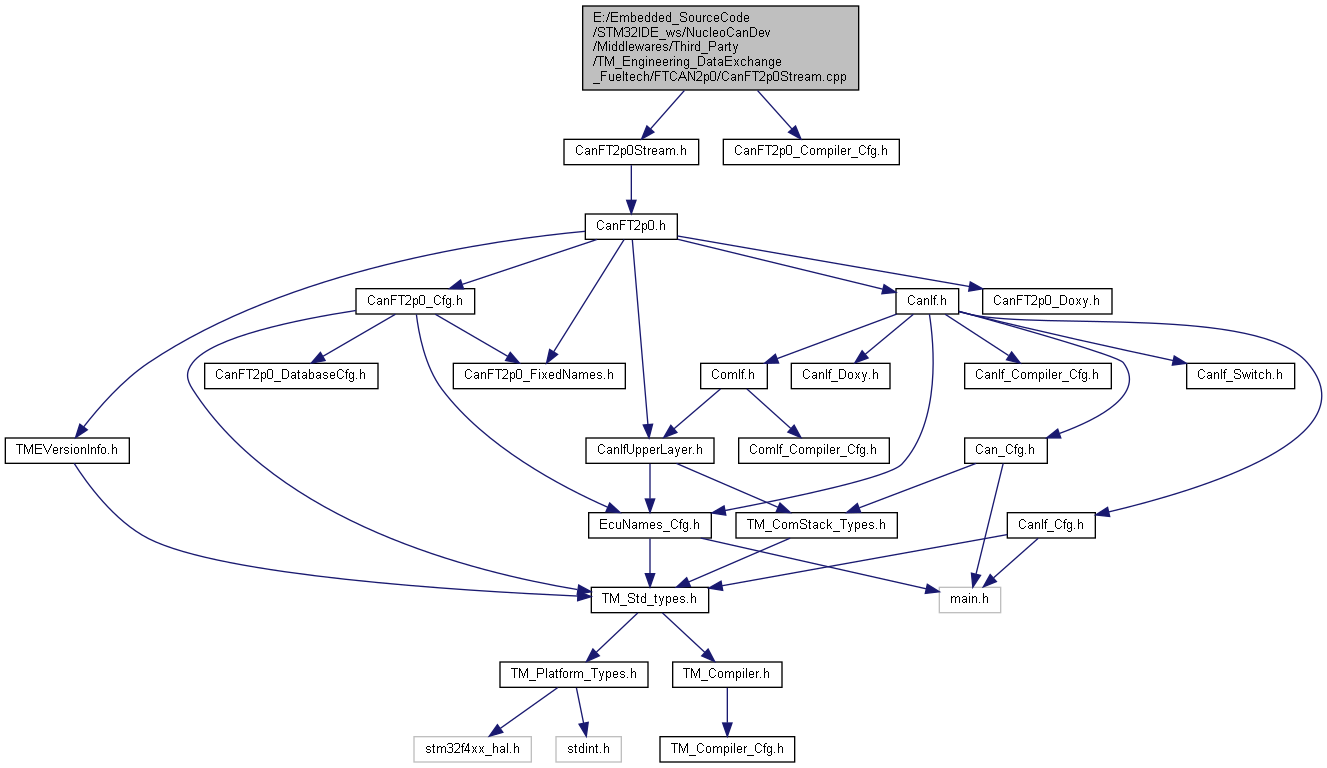 E:/Embedded_SourceCode
/STM32IDE_ws/NucleoCanDev
/Middlewares/Third_Party
/TM_Engineering_DataExchange
_Fueltech/FTCAN2p0/CanFT2p0Stream.cpp
CanFT2p0Stream.h
CanFT2p0_Compiler_Cfg.h
CanFT2p0.h
CanFT2p0_Cfg.h
CanIf.h
CanFT2p0_Doxy.h
CanFT2p0_DatabaseCfg.h
CanFT2p0_FixedNames.h
ComIf.h
CanIf_Doxy.h
CanIf_Compiler_Cfg.h
CanIf_Switch.h
TMEVersionInfo.h
CanIfUpperLayer.h
ComIf_Compiler_Cfg.h
Can_Cfg.h
EcuNames_Cfg.h
TM_ComStack_Types.h
CanIf_Cfg.h
TM_Std_types.h
main.h
TM_Platform_Types.h
TM_Compiler.h
stm32f4xx_hal.h
stdint.h
TM_Compiler_Cfg.h